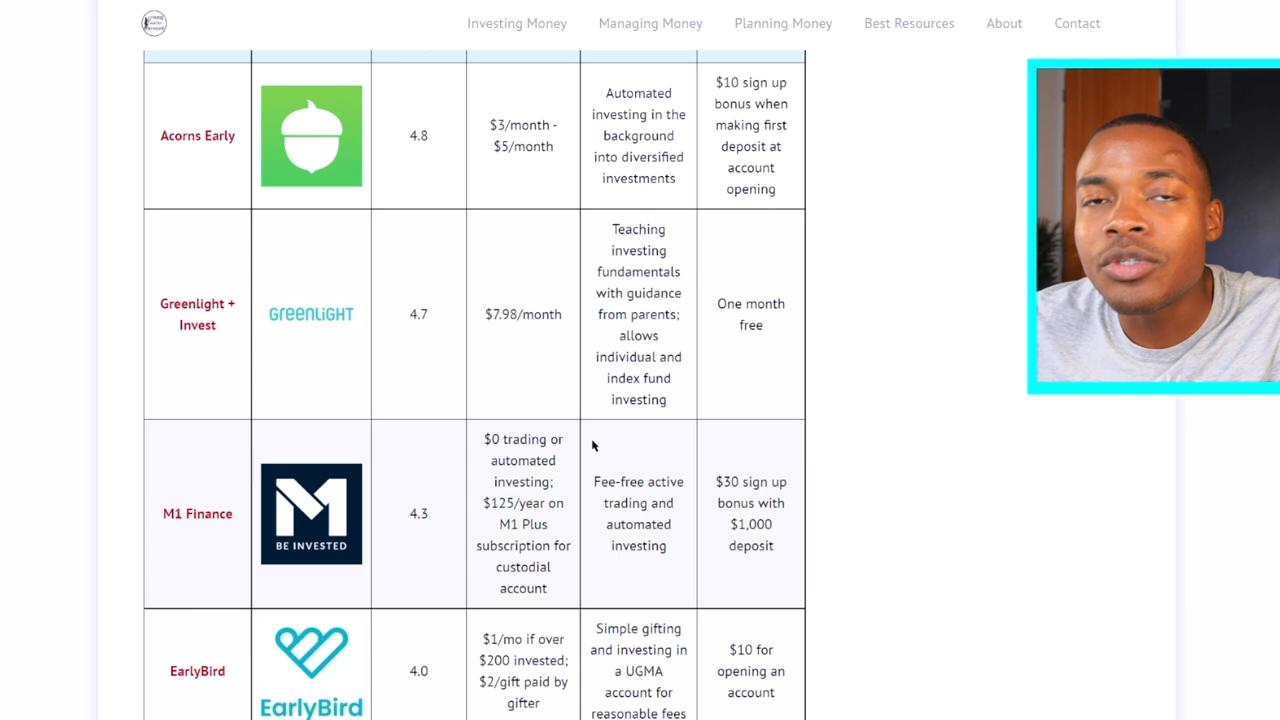 Investing Money
Managing Money
Planning Money
Best Resources
About
Contact
Acorns Early
4.8
$3/month -
$5/month
Automated
investing in the
background
into diversified
investments
$10 sign up
bonus when
making first
deposit at
account
opening
Greenlight +
Invest
GREENLIGHT
4.7
$7.98/month
Teaching
investing
fundamentals
with guidance
from parents;
allows
individual and
index fund
investing
One month
free
M1 Finance
M
BE INVESTED
4.3
$0 trading or
automated
investing;
$125/year on
M1 Plus
subscription for
custodial
account
Fee-free active
trading and
automated
investing
$30 sign up
bonus with
$1,000
deposit
EarlyBird
EarlyBird
4.0
$1/mo if over
$200 invested;
$2/gift paid by
gifter
Simple gifting
and investing in
a UGMA
account for
reasonable fees
$10 for
opening an
account